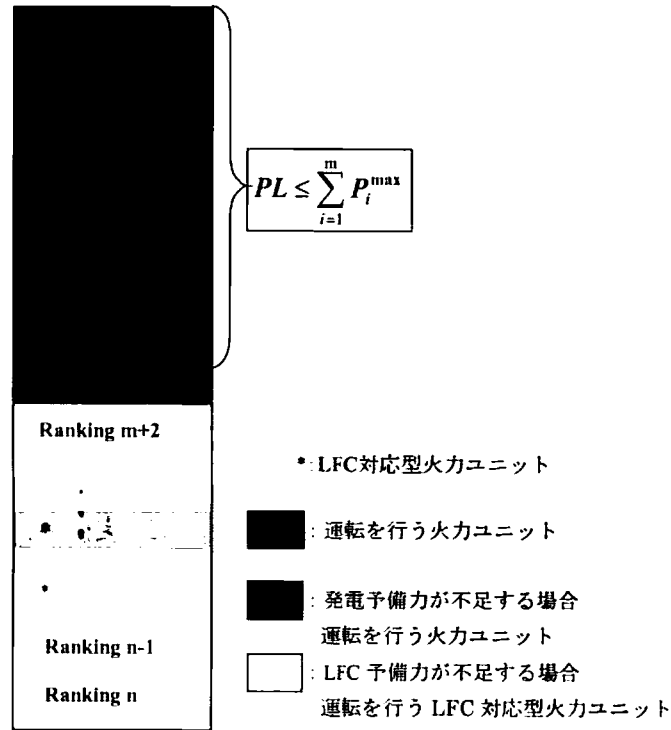 PL ≤ ∑_{i=1}^{m} P_i^{max}
Ranking m+2
*: LFC対応型火力ユニット
: 運転を行う火力ユニット
: 発電予備力が不足する場合
運転を行う火力ユニット
Ranking n-1
: LFC 予備力が不足する場合
Ranking n
運転を行う LFC 対応型火力ユニット